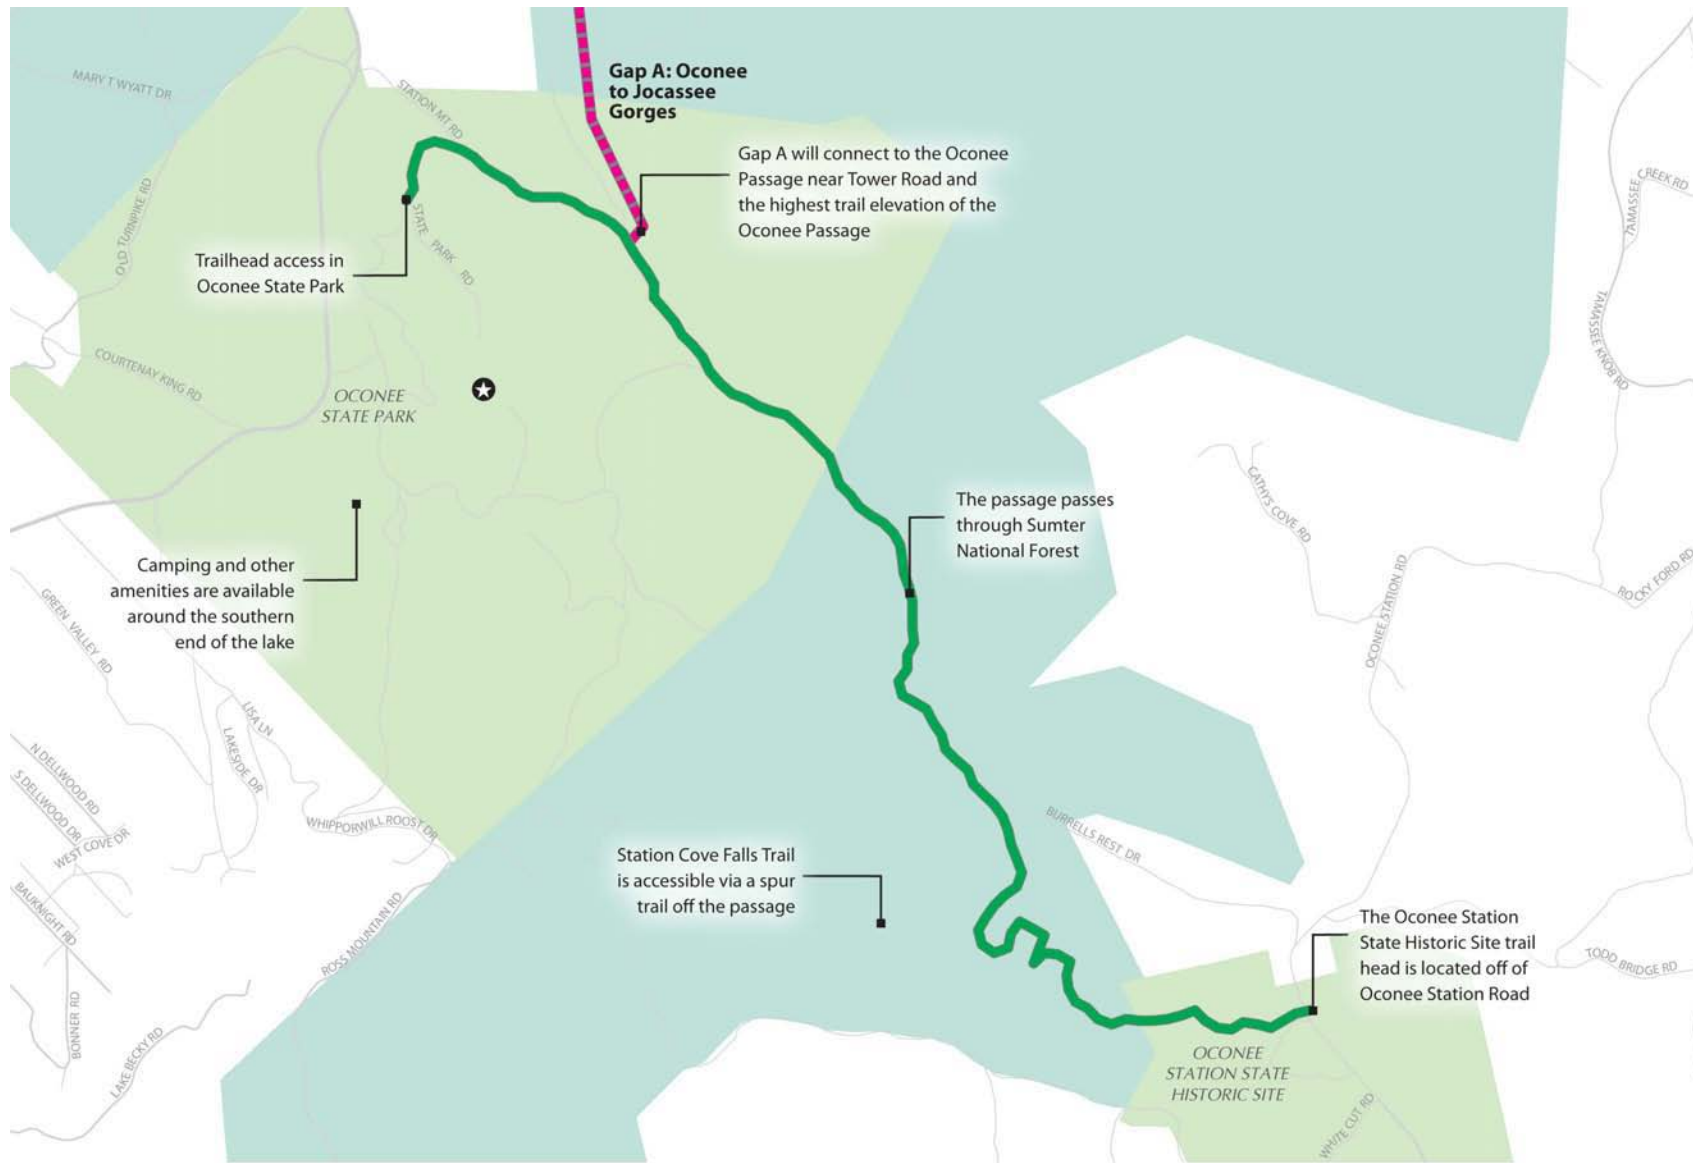 Gap A: Oconee
to Jocassee
Gorges
MARY T WYATT DR
STATION MT RD
Gap A will connect to the Oconee
Passage near Tower Road and
the highest trail elevation of the
Oconee Passage
TAMASSEE CREEK RD
OLD TURNPIKE RD
STATE PARK RD
Trailhead access in
Oconee State Park
TAMASSEE KNOB RD
COURTENAY KING RD
OCONEE
STATE PARK
CATHYS COVE RD
The passage passes
through Sumter
National Forest
Camping and other
amenities are available
around the southern
end of the lake
OCONEE STATION RD
ROCKY FORD RD
GREEN VALLEY RD
LISA LN
LAKESIDE DR
N DELLWOOD RD
S DELLWOOD DR
WEST COVE DR
WHIPPORWILL ROOST DR
BURRELLS REST DR
Station Cove Falls Trail
is accessible via a spur
trail off the passage
BAUKNIGHT RD
ROSS MOUNTAIN RD
The Oconee Station
State Historic Site trail
head is located off of
Oconee Station Road
TODD BRIDGE RD
BONNER RD
LAKE BECKY RD
OCONEE
STATION STATE
HISTORIC SITE
WHITE CUT RD